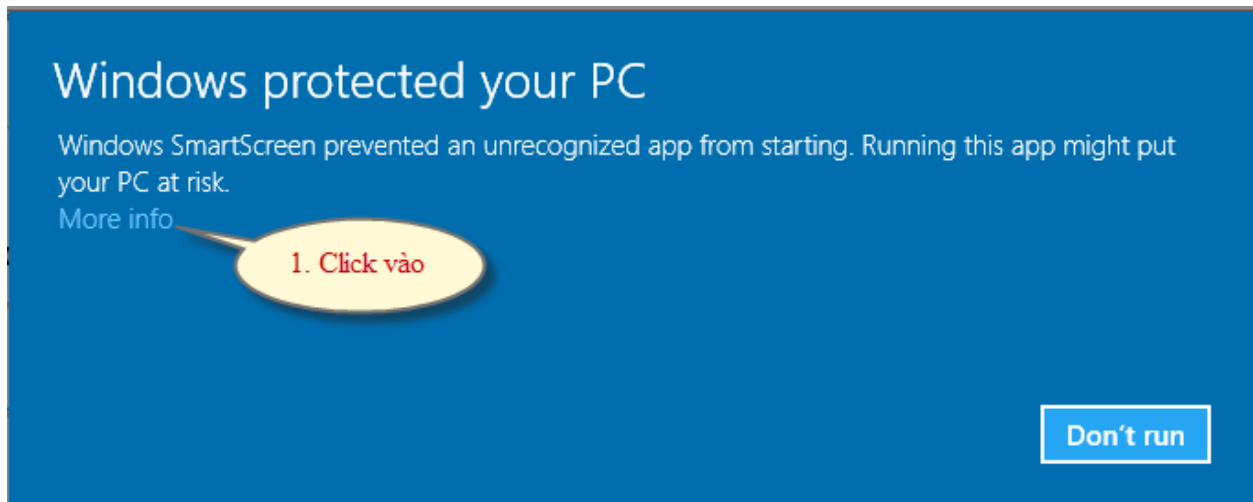 Windows protected your PC
Windows SmartScreen prevented an unrecognized app from starting. Running this app might put
your PC at risk.
More info
1. Click vào
Don't run